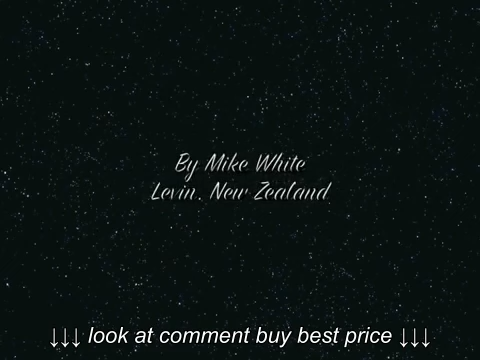 By Mike White
Levin, New Zealand
↓↓↓ look at comment buy best price ↓↓↓